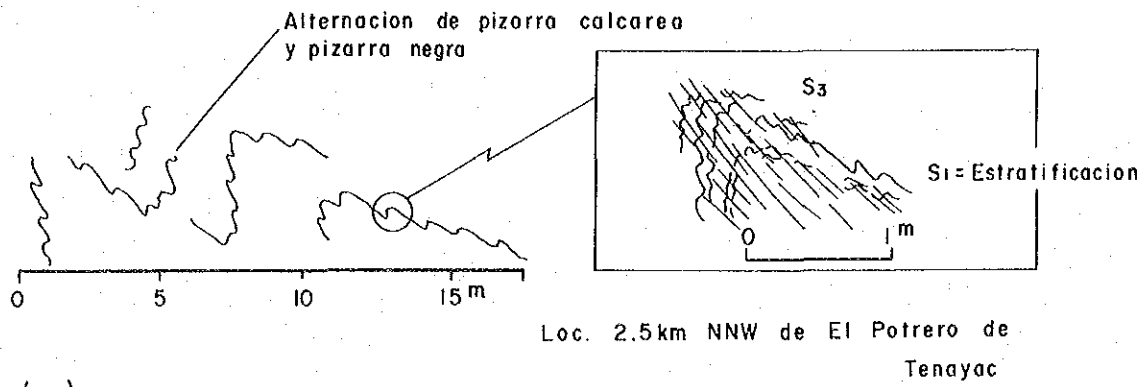 Alternacion de pizorra calcarea
y pizarra negra
S3
S1 = Estratificacion
0 1 m
0 5 10 15 m
Loc. 2.5 km NNW de El Potrero de
Tenayac